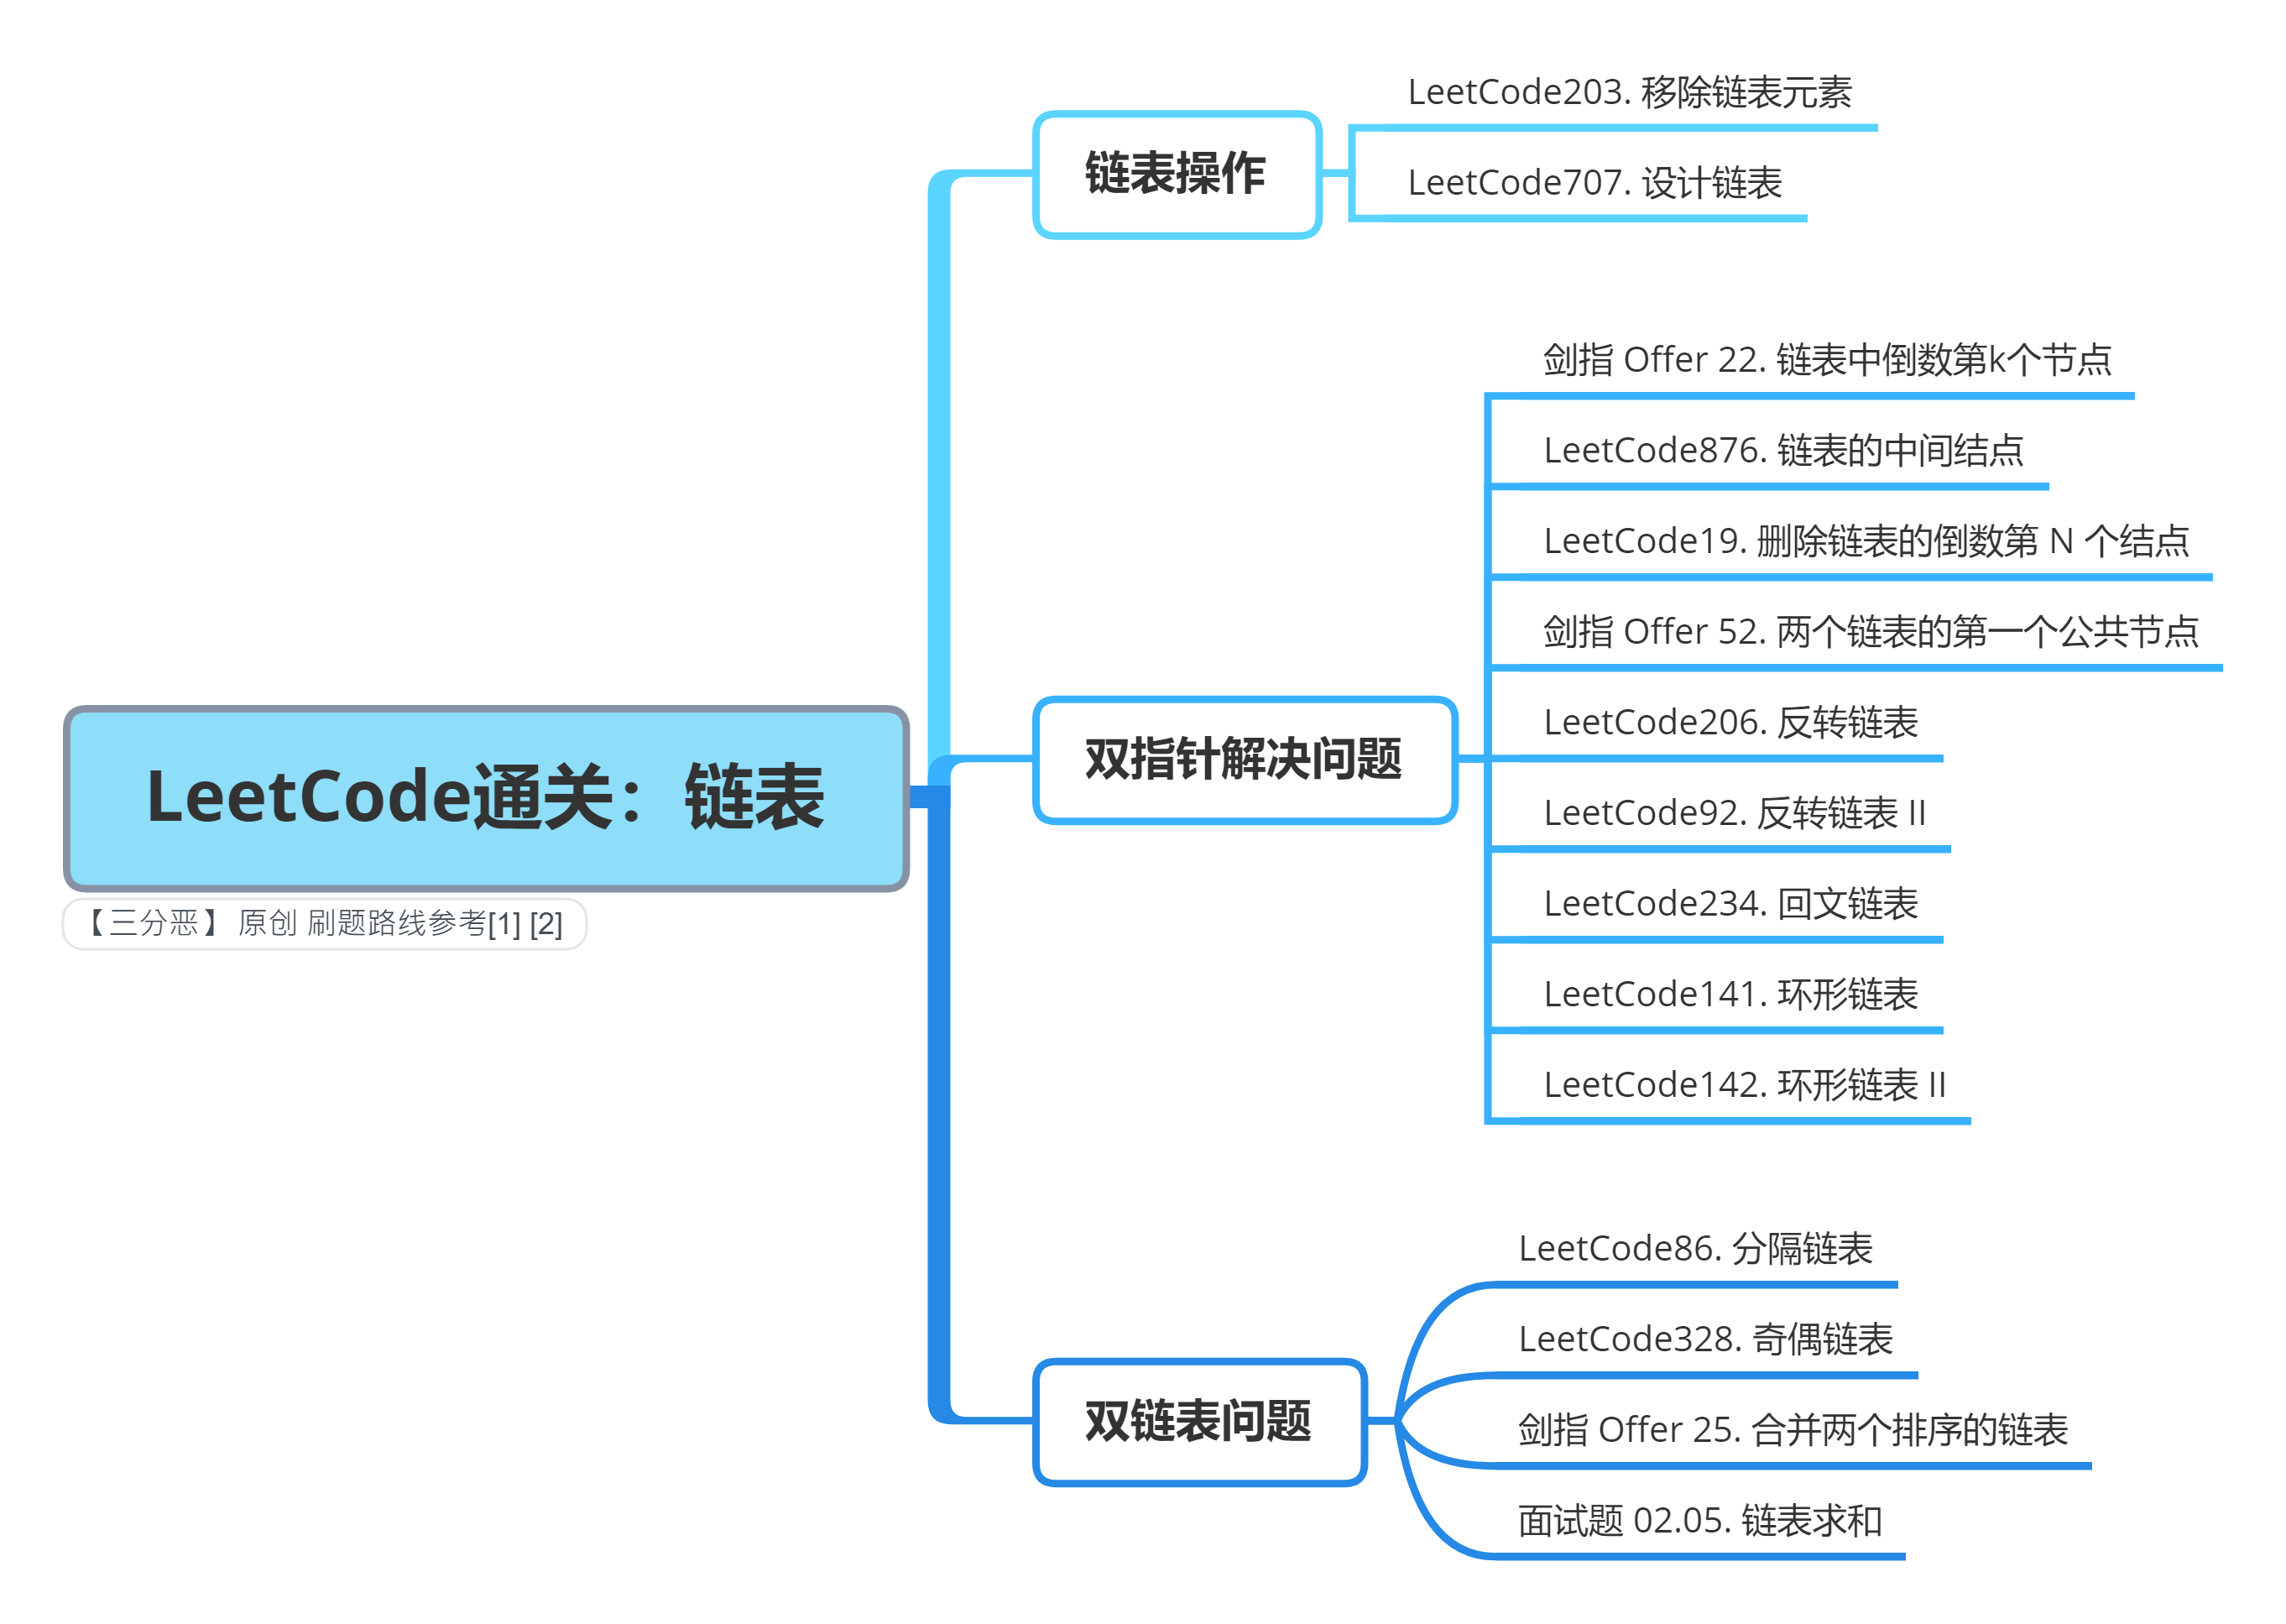 LeetCode通关：链表
【三分恶】 原创 刷题路线参考[1] [2]
链表操作
LeetCode203. 移除链表元素
LeetCode707. 设计链表
双指针解决问题
剑指 Offer 22. 链表中倒数第k个节点
LeetCode876. 链表的中间结点
LeetCode19. 删除链表的倒数第 N 个结点
剑指 Offer 52. 两个链表的第一个公共节点
LeetCode206. 反转链表
LeetCode92. 反转链表 II
LeetCode234. 回文链表
LeetCode141. 环形链表
LeetCode142. 环形链表 II
双链表问题
LeetCode86. 分隔链表
LeetCode328. 奇偶链表
剑指 Offer 25. 合并两个排序的链表
面试题 02.05. 链表求和